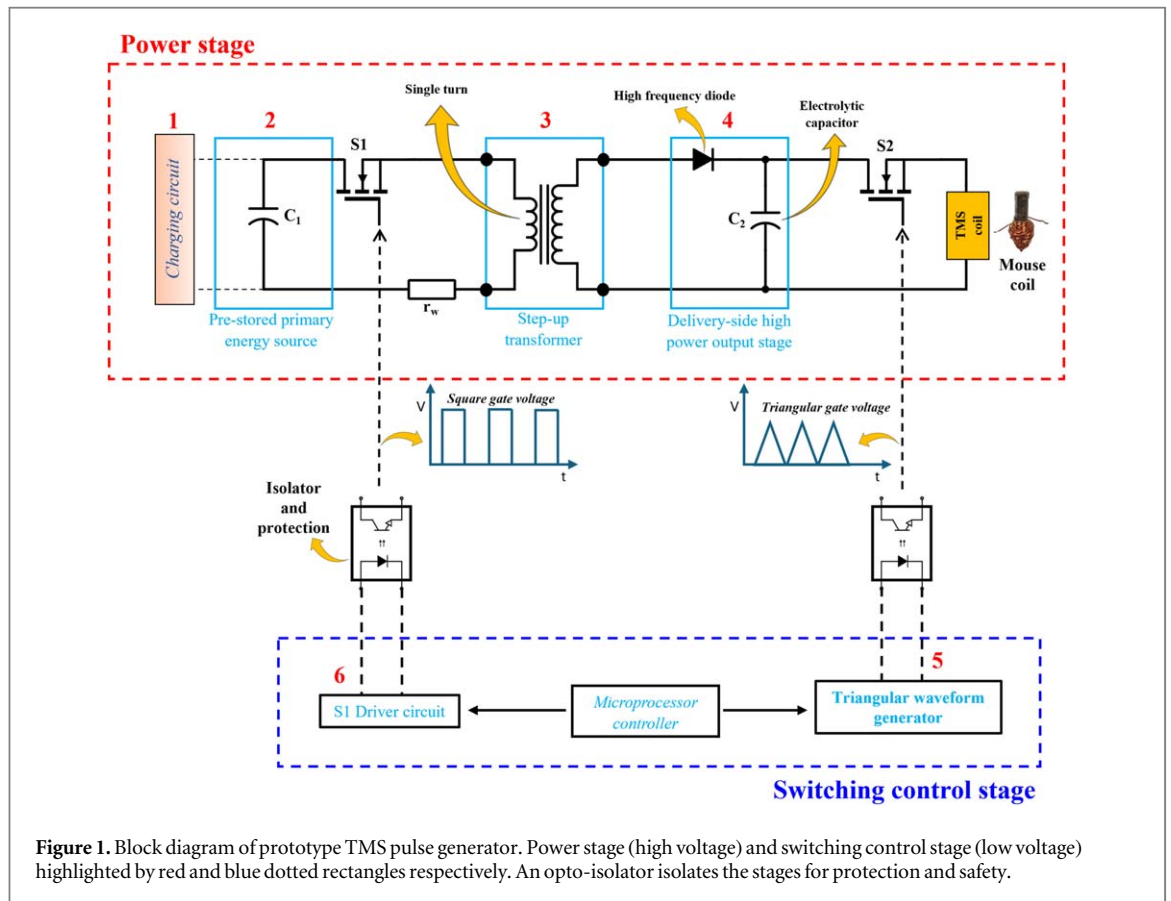 Power stage
Single turn
High frequency diode
Electrolytic
capacitor
1
2
3
4
S1
S2
Charging circuit
C1
C2
TMS
coil
Mouse
coil
rw
Pre-stored primary
energy source
Step-up
transformer
Delivery-side high
power output stage
V
Square gate voltage
t
V
Triangular gate voltage
t
Isolator
and
protection
6
5
S1 Driver circuit
Microprocessor
controller
Triangular waveform
generator
Switching control stage
Figure 1. Block diagram of prototype TMS pulse generator. Power stage (high voltage) and switching control stage (low voltage)
highlighted by red and blue dotted rectangles respectively. An opto-isolator isolates the stages for protection and safety.